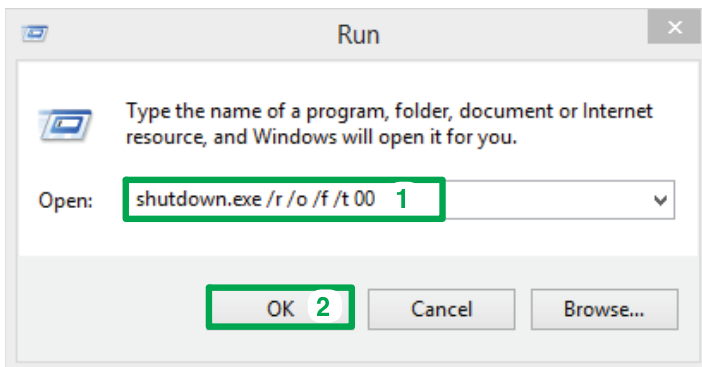 Run
Type the name of a program, folder, document or Internet
resource, and Windows will open it for you.
Open: shutdown.exe /r /o /f /t 00 1
OK 2 Cancel Browse...